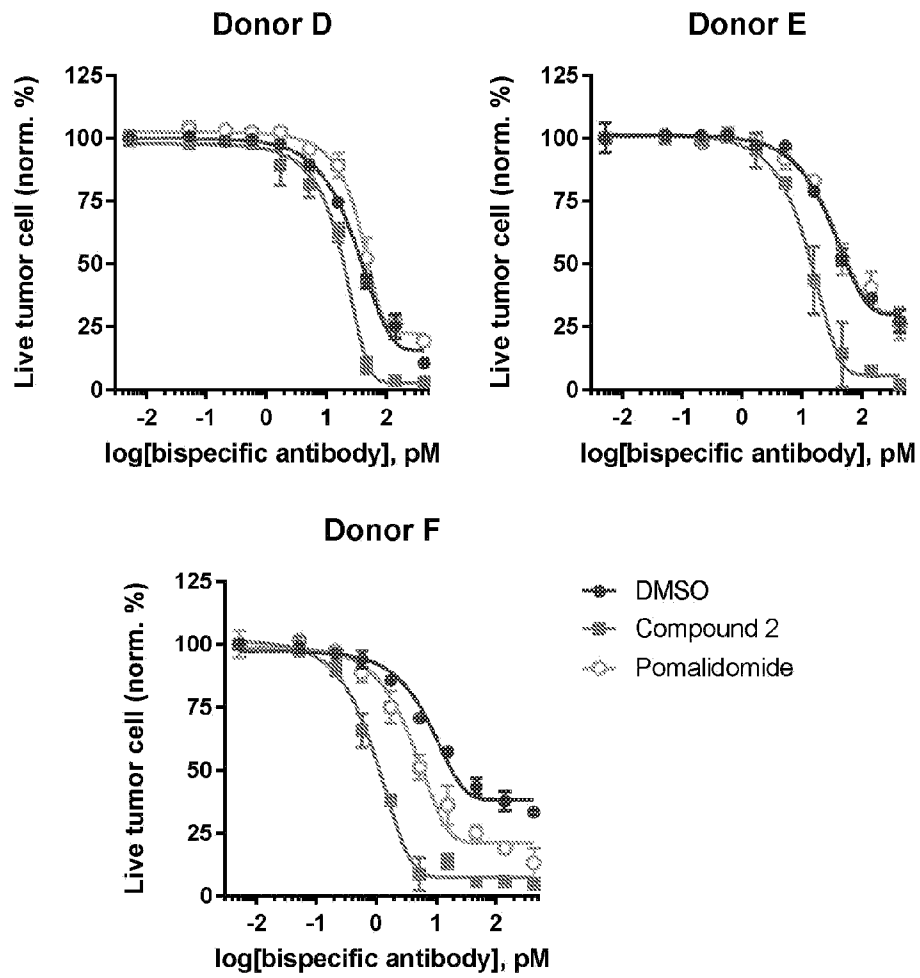 Donor D
Live tumor cell (norm. %)
125
100
75
50
25
0
-2 -1 0 1 2
log[bispecific antibody], pM
Donor E
Live tumor cell (norm. %)
125
100
75
50
25
0
-2 -1 0 1 2
log[bispecific antibody], pM
Donor F
Live tumor cell (norm. %)
125
100
75
50
25
0
-2 -1 0 1 2
log[bispecific antibody], pM
DMSO
Compound 2
Pomalidomide